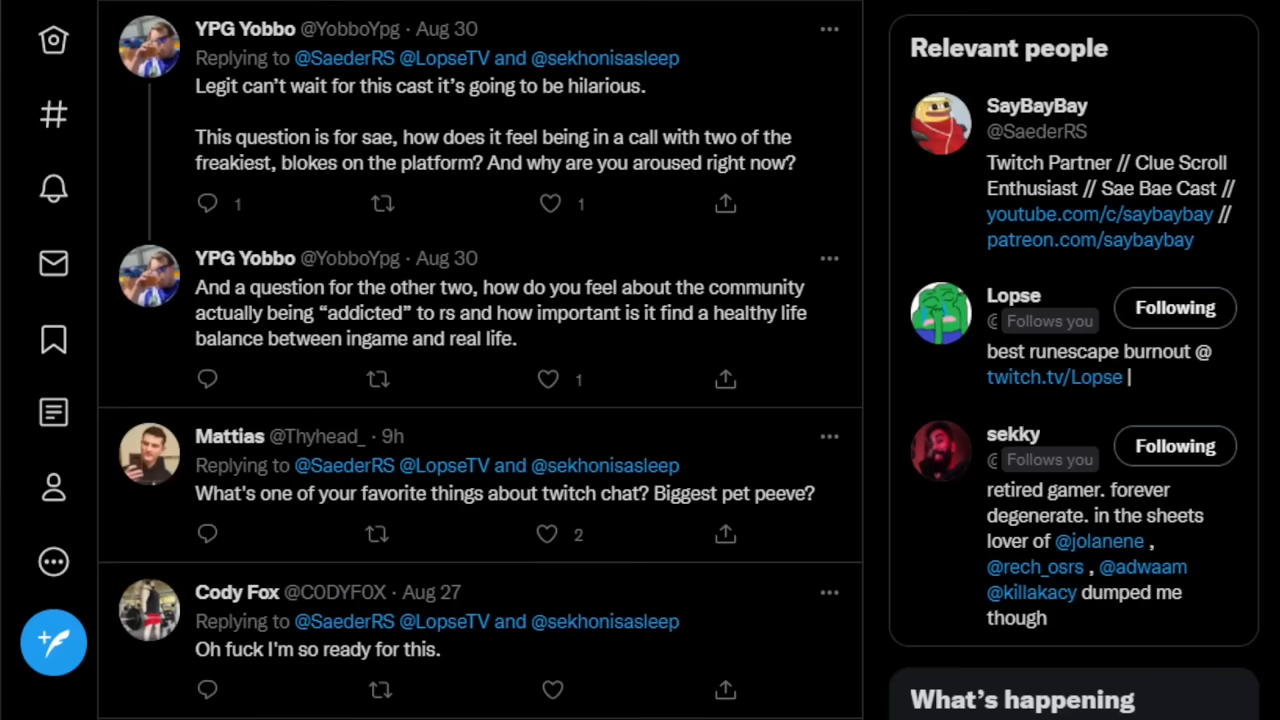 YPG Yobbo @YobboYpg · Aug 30
Replying to @SaederRS @LopseTV and @sekhonisasleep
Legit can't wait for this cast it's going to be hilarious.
This question is for sae, how does it feel being in a call with two of the
freakiest, blokes on the platform? And why are you aroused right now?
1 1
YPG Yobbo @YobboYpg · Aug 30
And a question for the other two, how do you feel about the community
actually being “addicted” to rs and how important is it find a healthy life
balance between ingame and real life.
1
Mattias @Thyhead_ · 9h
Replying to @SaederRS @LopseTV and @sekhonisasleep
What's one of your favorite things about twitch chat? Biggest pet peeve?
2
Cody Fox @C0DYF0X · Aug 27
Replying to @SaederRS @LopseTV and @sekhonisasleep
Oh fuck I'm so ready for this.
Relevant people
SayBayBay
@SaederRS
Twitch Partner // Clue Scroll
Enthusiast // Sae Bae Cast //
youtube.com/c/saybaybay //
patreon.com/saybaybay
Lopse
Follows you
Following
best runescape burnout @
twitch.tv/Lopse |
sekky
Follows you
Following
retired gamer. forever
degenerate. in the sheets
lover of @jolanene ,
@rech_osrs , @adwaam
@killakacy dumped me
though
What's happening